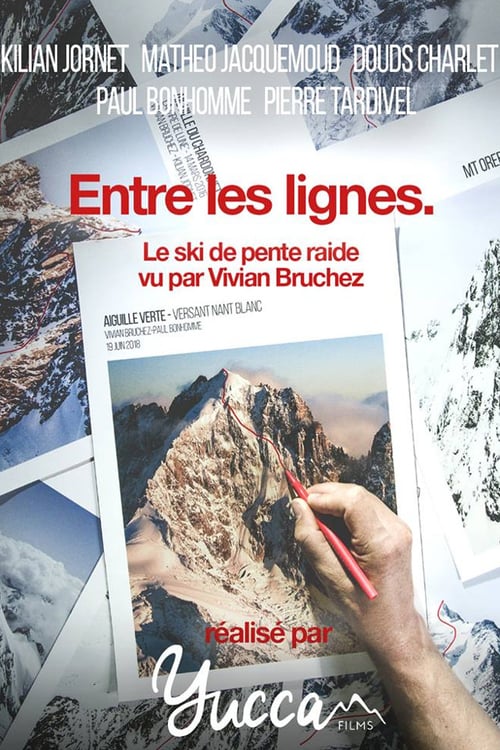 KILIAN JORNET MATHEO JACQUEMOUD DOUDS CHARLET
PAUL BONHOMME PIERRE TARDIVEL
MT
Entre les lignes.
Le ski de pente raide
vu par Vivian Bruchez
AIGUILLE VERTE - VERSANT NANT BLANC
VIVIAN BRUCHEZ-PAUL BONHOMME
19 JUIN 2018
réalisé par
Yucca
FILMS